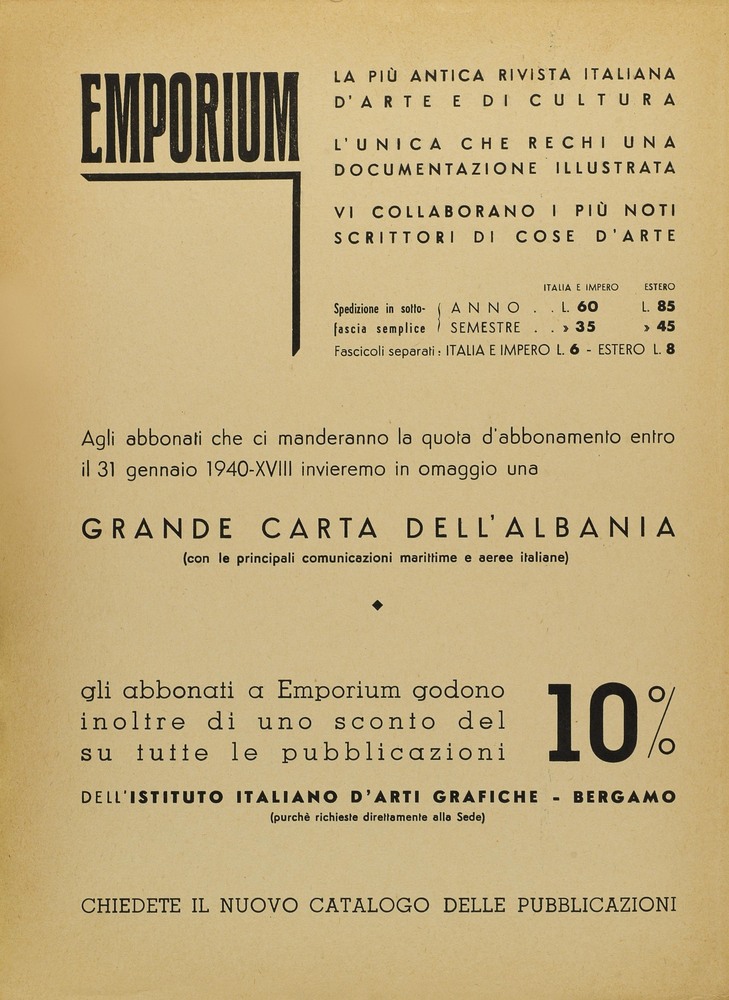 EMPORIUM
LA PIÙ ANTICA RIVISTA ITALIANA
D'ARTE E DI CULTURA
L'UNICA CHE RECHI UNA
DOCUMENTAZIONE ILLUSTRATA
VI COLLABORANO I PIÙ NOTI
SCRITTORI DI COSE D'ARTE
ITALIA E IMPERO ESTERO
Spedizione in sotto- { ANNO . . L. 60 L. 85
fascia semplice SEMESTRE . . » 35 » 45
Fascicoli separati: ITALIA E IMPERO L. 6 - ESTERO L. 8
Agli abbonati che ci manderanno la quota d'abbonamento entro
il 31 gennaio 1940-XVIII invieremo in omaggio una
GRANDE CARTA DELL'ALBANIA
(con le principali comunicazioni marittime e aeree italiane)
gli abbonati a Emporium godono
inoltre di uno sconto del 10%
su tutte le pubblicazioni
DELL'ISTITUTO ITALIANO D'ARTI GRAFICHE - BERGAMO
(purchè richieste direttamente alla Sede)
CHIEDETE IL NUOVO CATALOGO DELLE PUBBLICAZIONI